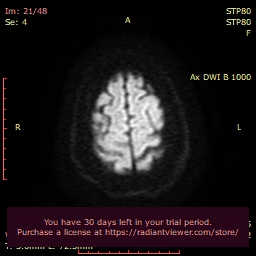 Im: 21/48
STP80
Se: 4
STP80
F
A
Ax DWI B 1000
R
L
You have 30 days left in your trial period.
Purchase a license at https://radiantviewer.com/store/